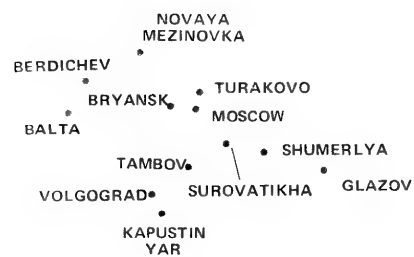 NOVAYA
MEZINOVKA
BERDICHEV
TURAKOVO
BRYANSK
MOSCOW
BALTA
SHUMERLYA
TAMBOV
GLAZOV
VOLGOGRAD
SUROVATIKHA
KAPUSTIN
YAR